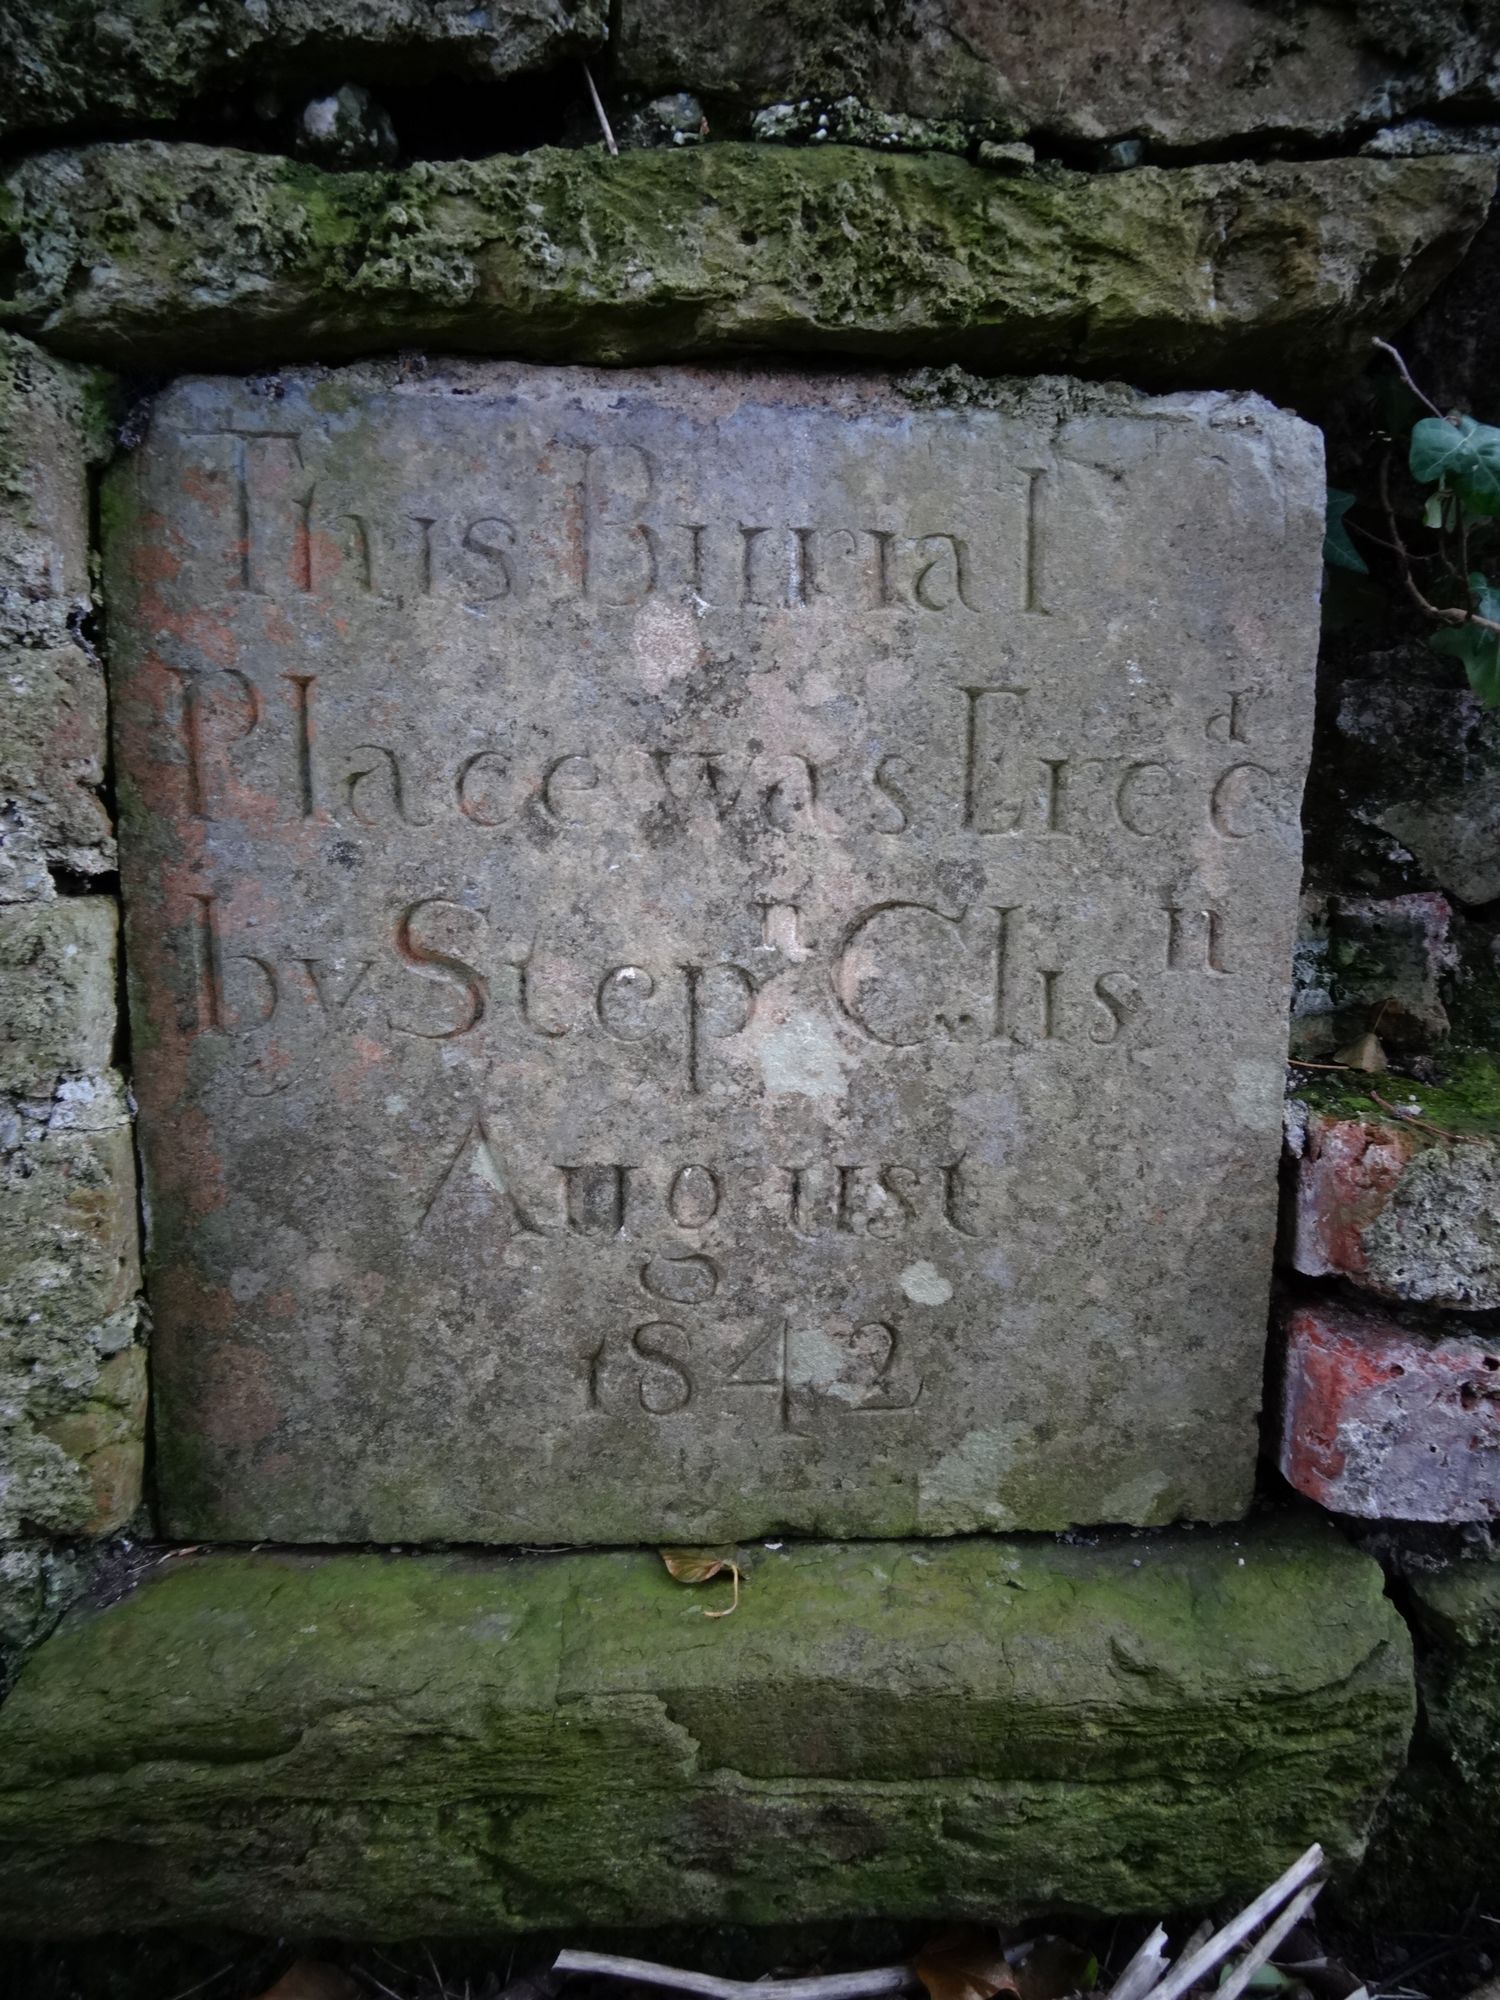 This Burial
Place was Erecd
by Stepn Clisn
August
1842